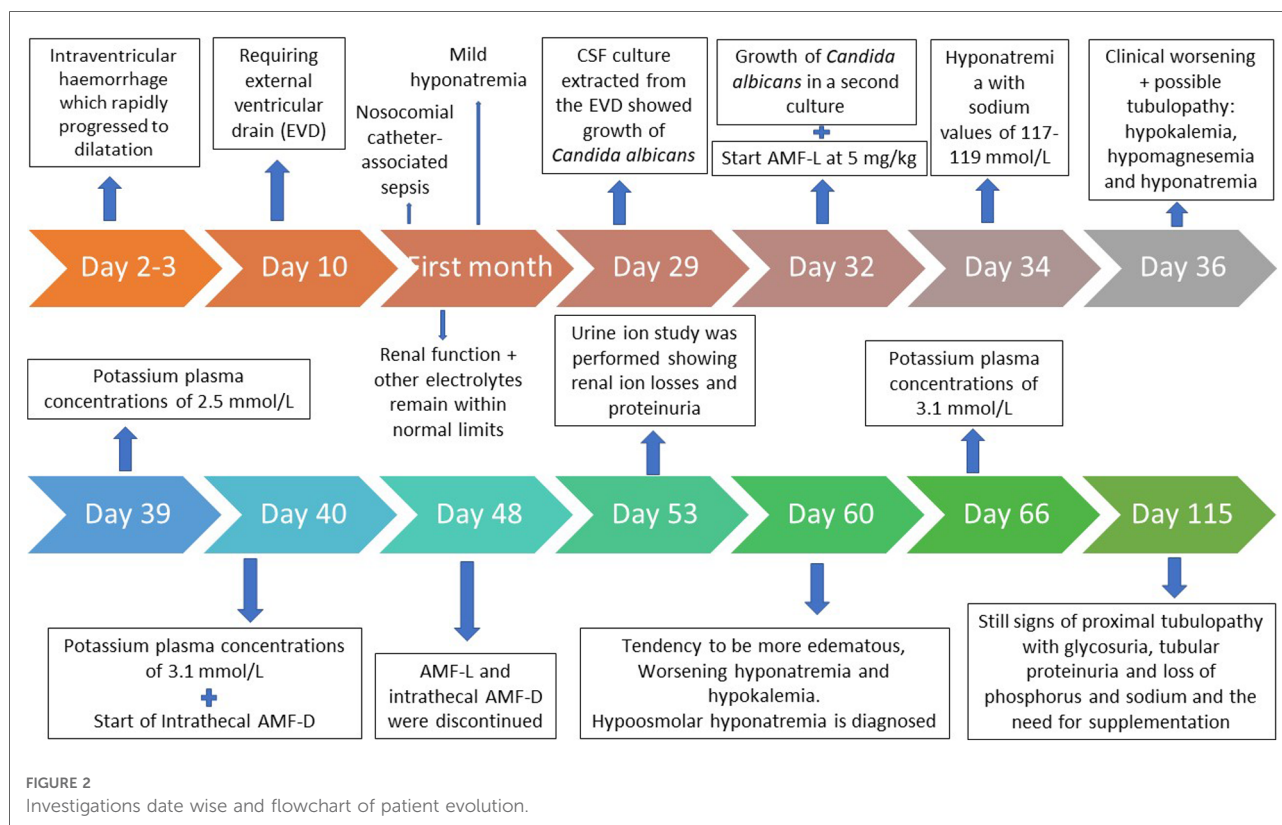 Intraventricular
haemorrhage
which rapidly
progressed to
dilatation
Requiring
external
ventricular
drain (EVD)
Nosocomial
catheter-
associated
sepsis
Mild
hyponatremia
CSF culture
extracted from
the EVD showed
growth of
Candida albicans
Growth of Candida
albicans in a second
culture
Start AMF-L at 5 mg/kg
Hyponatremi
a with
sodium
values of 117-
119 mmol/L
Clinical worsening
+ possible
tubulopathy:
hypokalemia,
hypomagnesemia
and hyponatremia
Day 2-3
Day 10
First month
Day 29
Day 32
Day 34
Day 36
Potassium plasma
concentrations of 2.5 mmol/L
Renal function +
other electrolytes
remain within
normal limits
Urine ion study was
performed showing
renal ion losses and
proteinuria
Potassium plasma
concentrations of
3.1 mmol/L
Day 39
Day 40
Day 48
Day 53
Day 60
Day 66
Day 115
Potassium plasma concentrations
of 3.1 mmol/L
Start of Intrathecal AMF-D
AMF-L and
intrathecal AMF-D
were discontinued
Tendency to be more edematous,
Worsening hyponatremia and
hypokalemia.
Hypoosmolar hyponatremia is diagnosed
Still signs of proximal tubulopathy
with glycosuria, tubular
proteinuria and loss of
phosphorus and sodium and the
need for supplementation
FIGURE 2
Investigations date wise and flowchart of patient evolution.